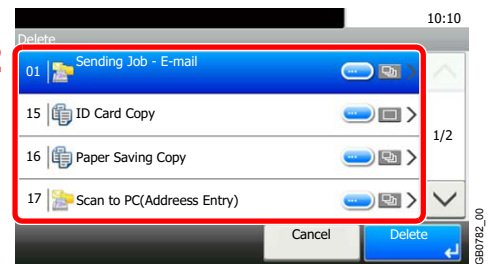 10:10
Delete
01 Sending Job - E-mail
15 ID Card Copy
16 Paper Saving Copy
17 Scan to PC(Addreess Entry)
1/2
Cancel
Delete
GB0782_00